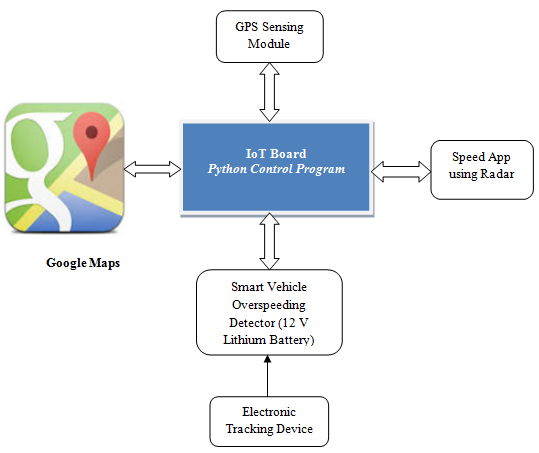 GPS Sensing
Module
IoT Board
Python Control Program
Speed App
using Radar
Google Maps
Smart Vehicle
Overspeeding
Detector (12 V
Lithium Battery)
Electronic
Tracking Device